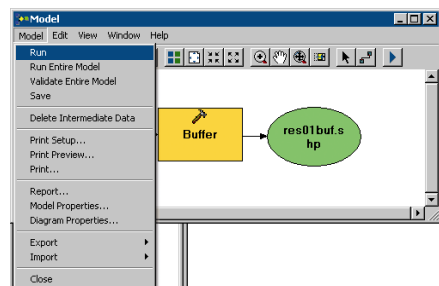 Model
Model Edit View Window Help
Run
Run Entire Model
Validate Entire Model
Save
Delete Intermediate Data
Print Setup...
Print Preview...
Print...
Report...
Model Properties...
Diagram Properties...
Export
Import
Close
Buffer
res01buf.s
hp